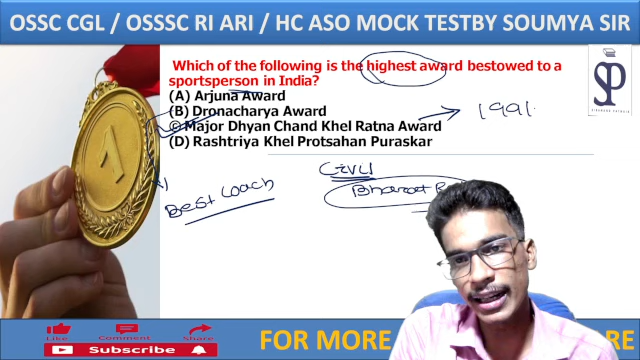 OSSC CGL / OSSSC RI ARI / HC ASO MOCK TESTBY SOUMYA SIR
Which of the following is the highest award bestowed to a
sportsperson in India?
(A) Arjuna Award
(B) Dronacharya Award
© Major Dhyan Chand Khel Ratna Award
(D) Rashtriya Khel Protsahan Puraskar
1991
Civil
Bharat
Best Coach
SP
Like
Comment
Share
Subscribe
FOR MORE
RE